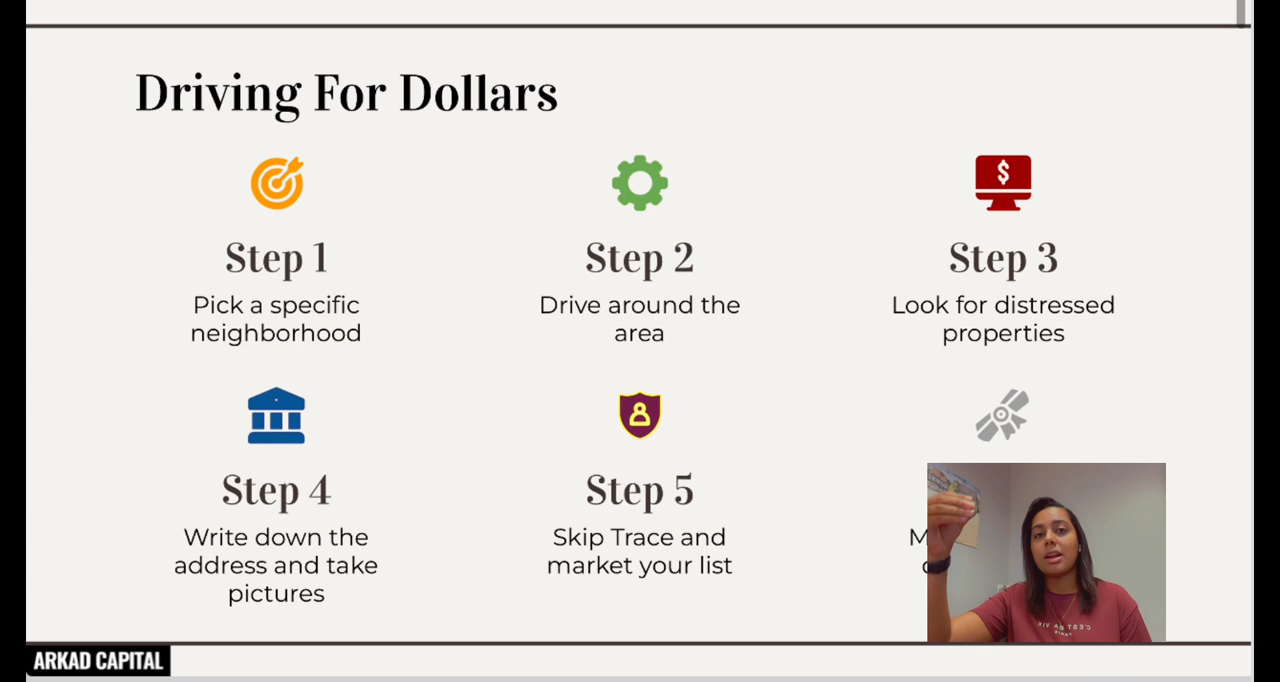 Driving For Dollars
Step 1
Pick a specific
neighborhood
Step 2
Drive around the
area
$
Step 3
Look for distressed
properties
Step 4
Write down the
address and take
pictures
Step 5
Skip Trace and
market your list
ARKAD CAPITAL